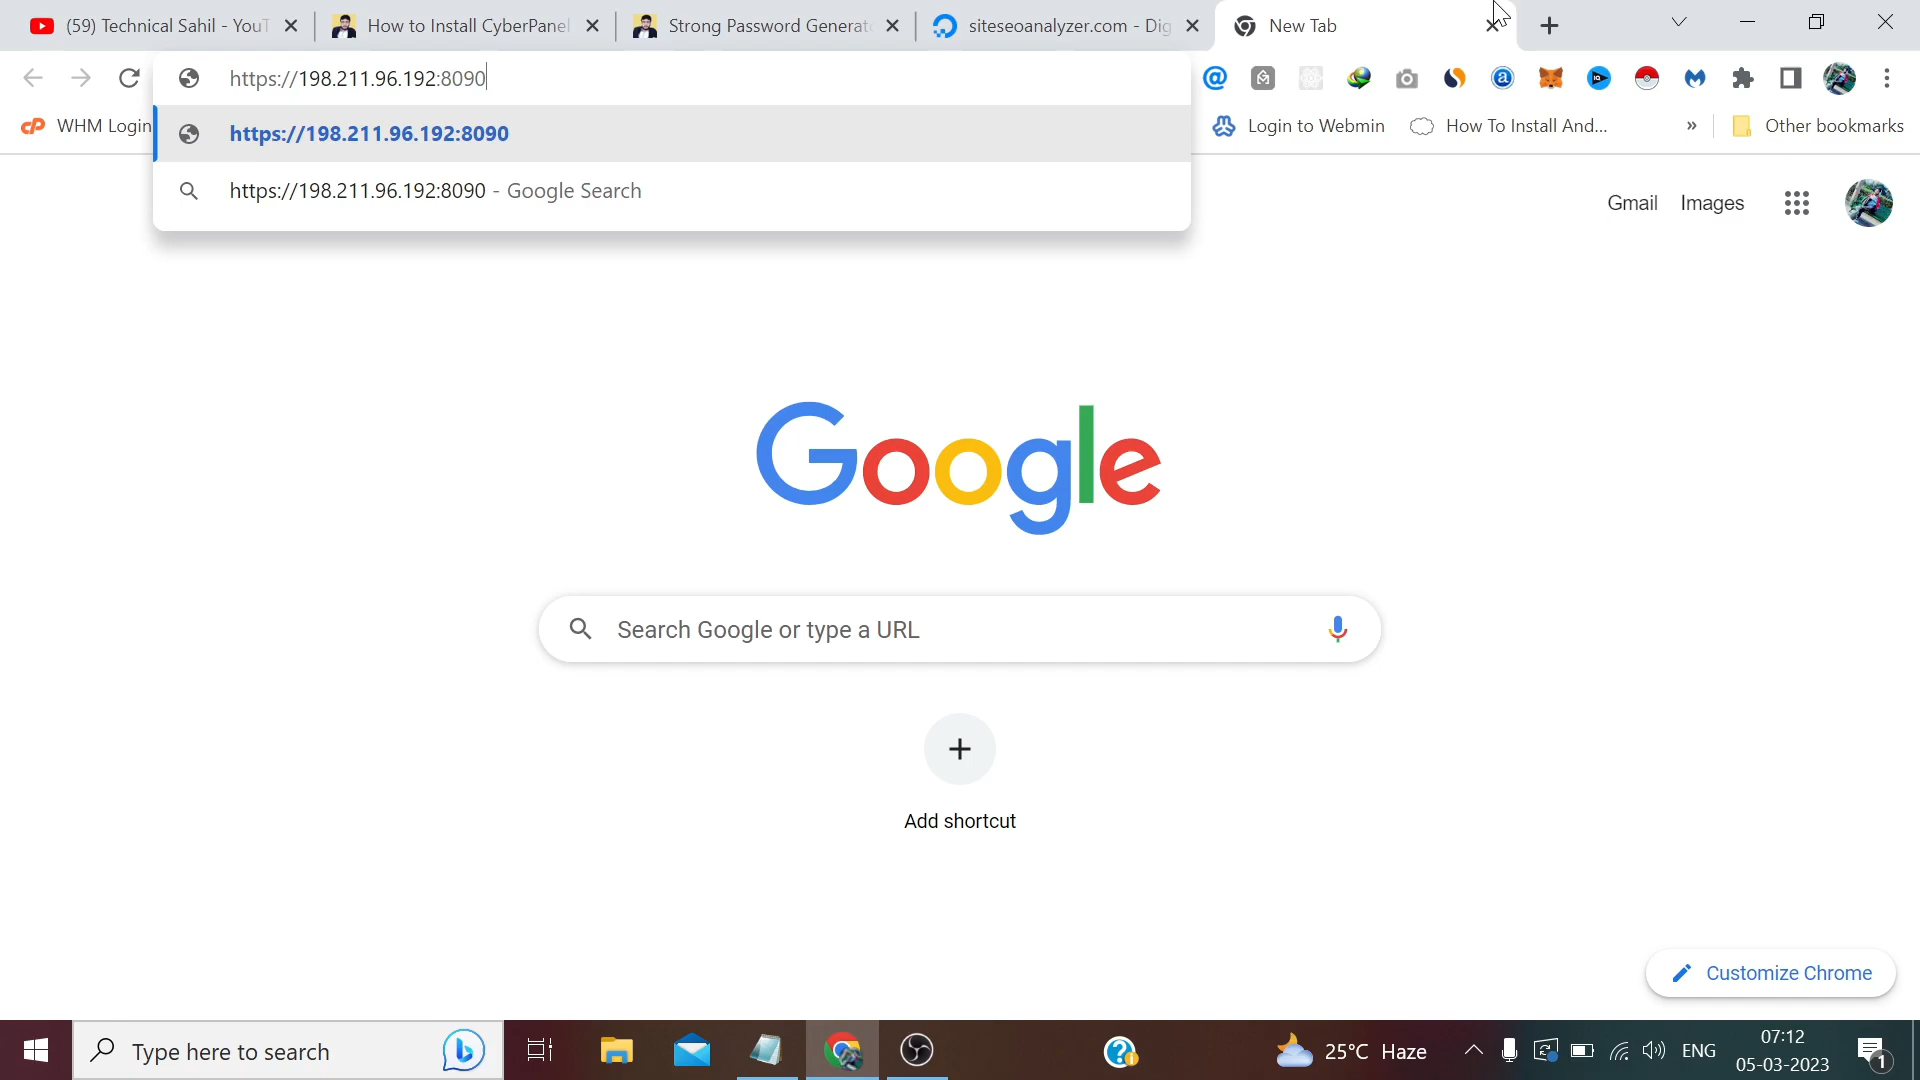 (59) Technical Sahil - YouT
How to Install CyberPanel
Strong Password Generat
siteseoanalyzer.com - Dig
New Tab
https://198.211.96.192:8090
WHM Login
https://198.211.96.192:8090
https://198.211.96.192:8090 - Google Search
Login to Webmin
How To Install And...
» Other bookmarks
Gmail Images
Google
Search Google or type a URL
Add shortcut
Customize Chrome
Type here to search
25°C Haze
ENG
07:12
05-03-2023
1